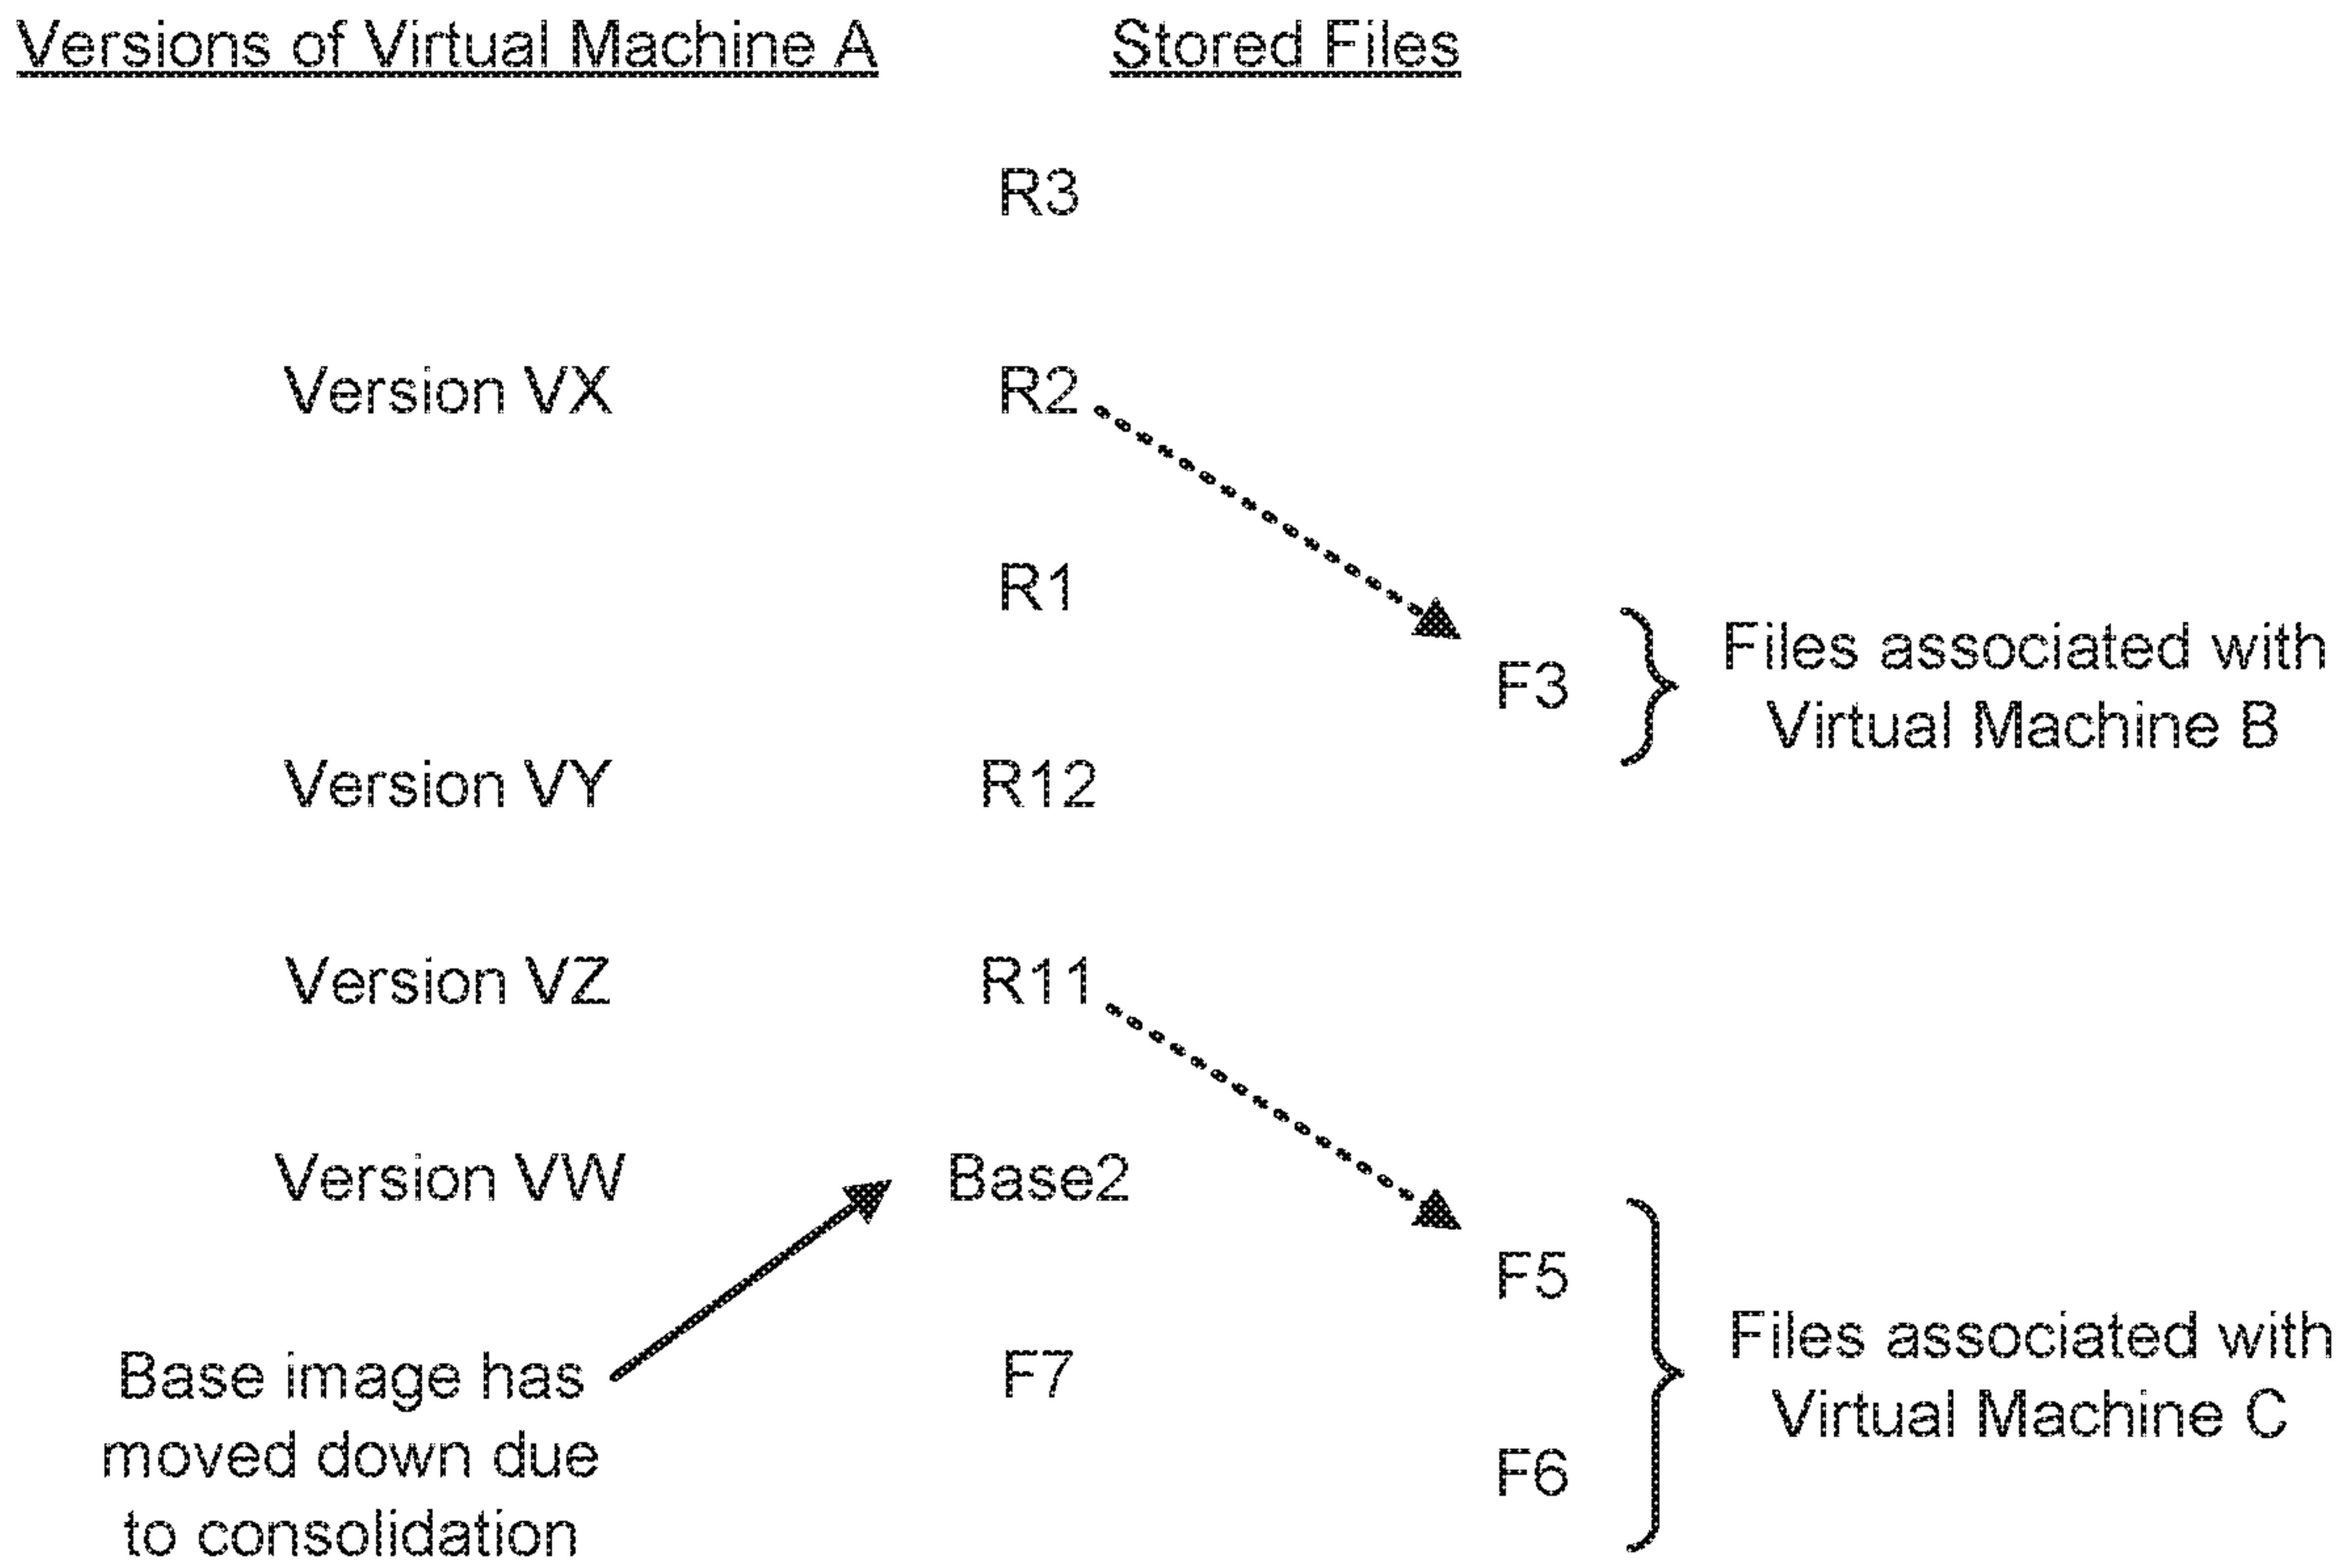 Versions of Virtual Machine A
Stored Files
R3
Version VX
R2
R1
F3
Files associated with
Virtual Machine B
Version VY
R12
Version VZ
R11
Version VW
Base2
F5
Base image has
moved down due
to consolidation
F7
F6
Files associated with
Virtual Machine C